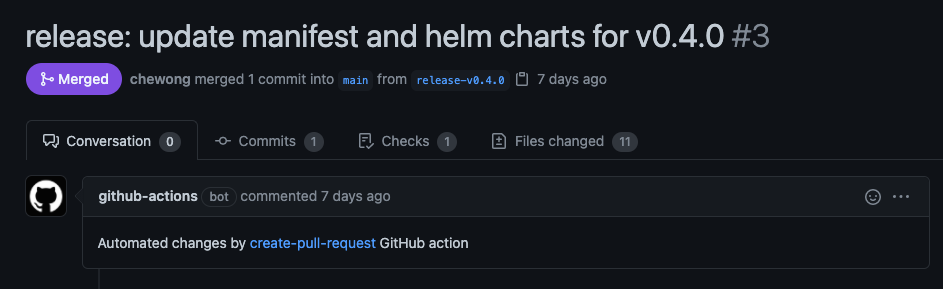 release: update manifest and helm charts for v0.4.0 #3
Merged chewong merged 1 commit into main from release-v0.4.0 7 days ago
Conversation 0 Commits 1 Checks 1 Files changed 11
github-actions bot commented 7 days ago
Automated changes by create-pull-request GitHub action